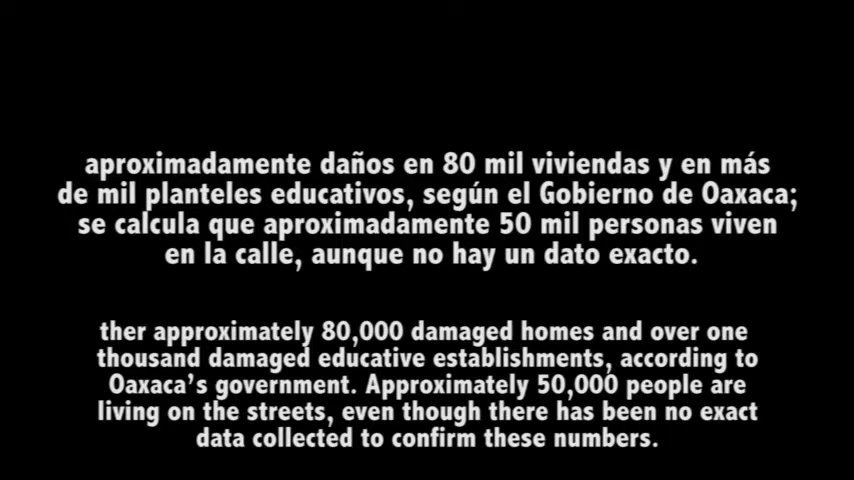 aproximadamente daños en 80 mil viviendas y en más
de mil planteles educativos, según el Gobierno de Oaxaca;
se calcula que aproximadamente 50 mil personas viven
en la calle, aunque no hay un dato exacto.
ther approximately 80,000 damaged homes and over one
thousand damaged educative establishments, according to
Oaxaca’s government. Approximately 50,000 people are
living on the streets, even though there has been no exact
data collected to confirm these numbers.